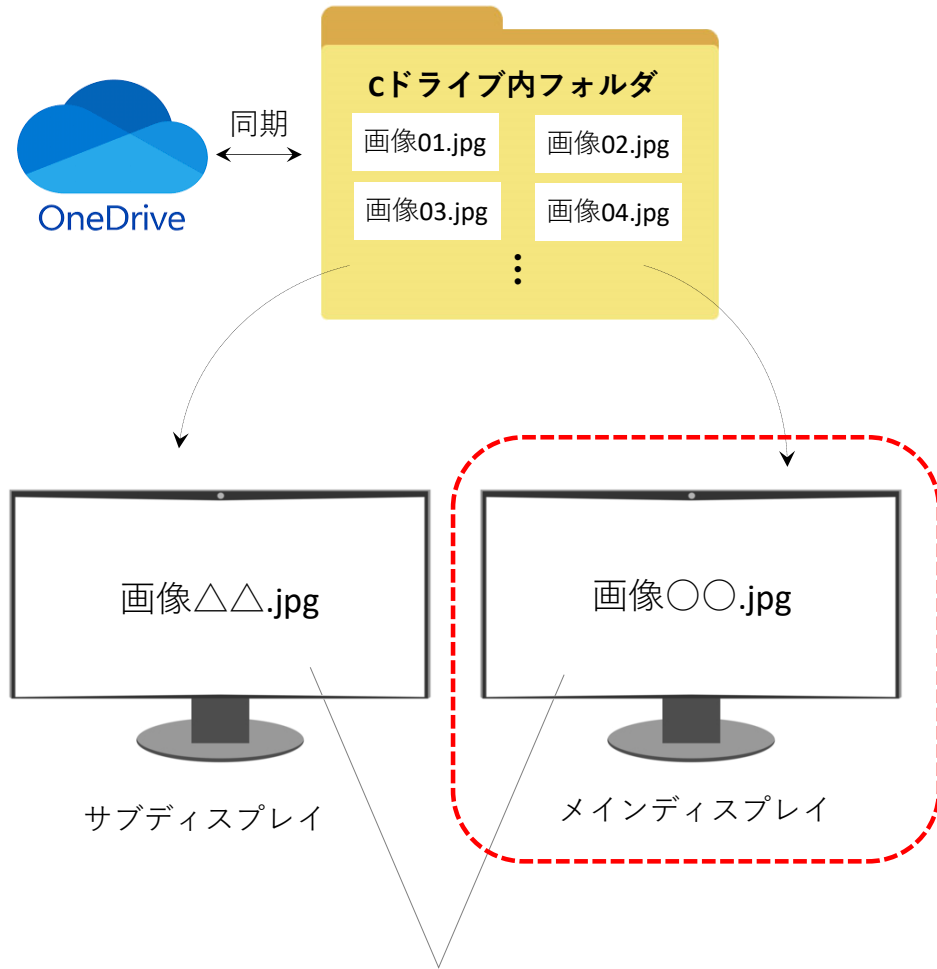 Cドライブ内フォルダ
同期
画像01.jpg
画像02.jpg
画像03.jpg
画像04.jpg
OneDrive
画像△△.jpg
画像○○.jpg
サブディスプレイ
メインディスプレイ